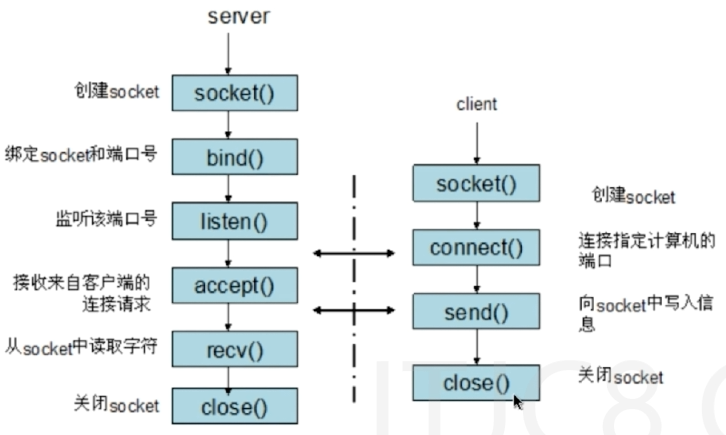 server
创建socket
socket()
绑定socket和端口号
bind()
监听该端口号
listen()
接收来自客户端的
连接请求
accept()
从socket中读取字符
recv()
关闭socket
close()
client
socket()
创建socket
connect()
连接指定计算机的
端口
send()
向socket中写入信
息
close()
关闭socket